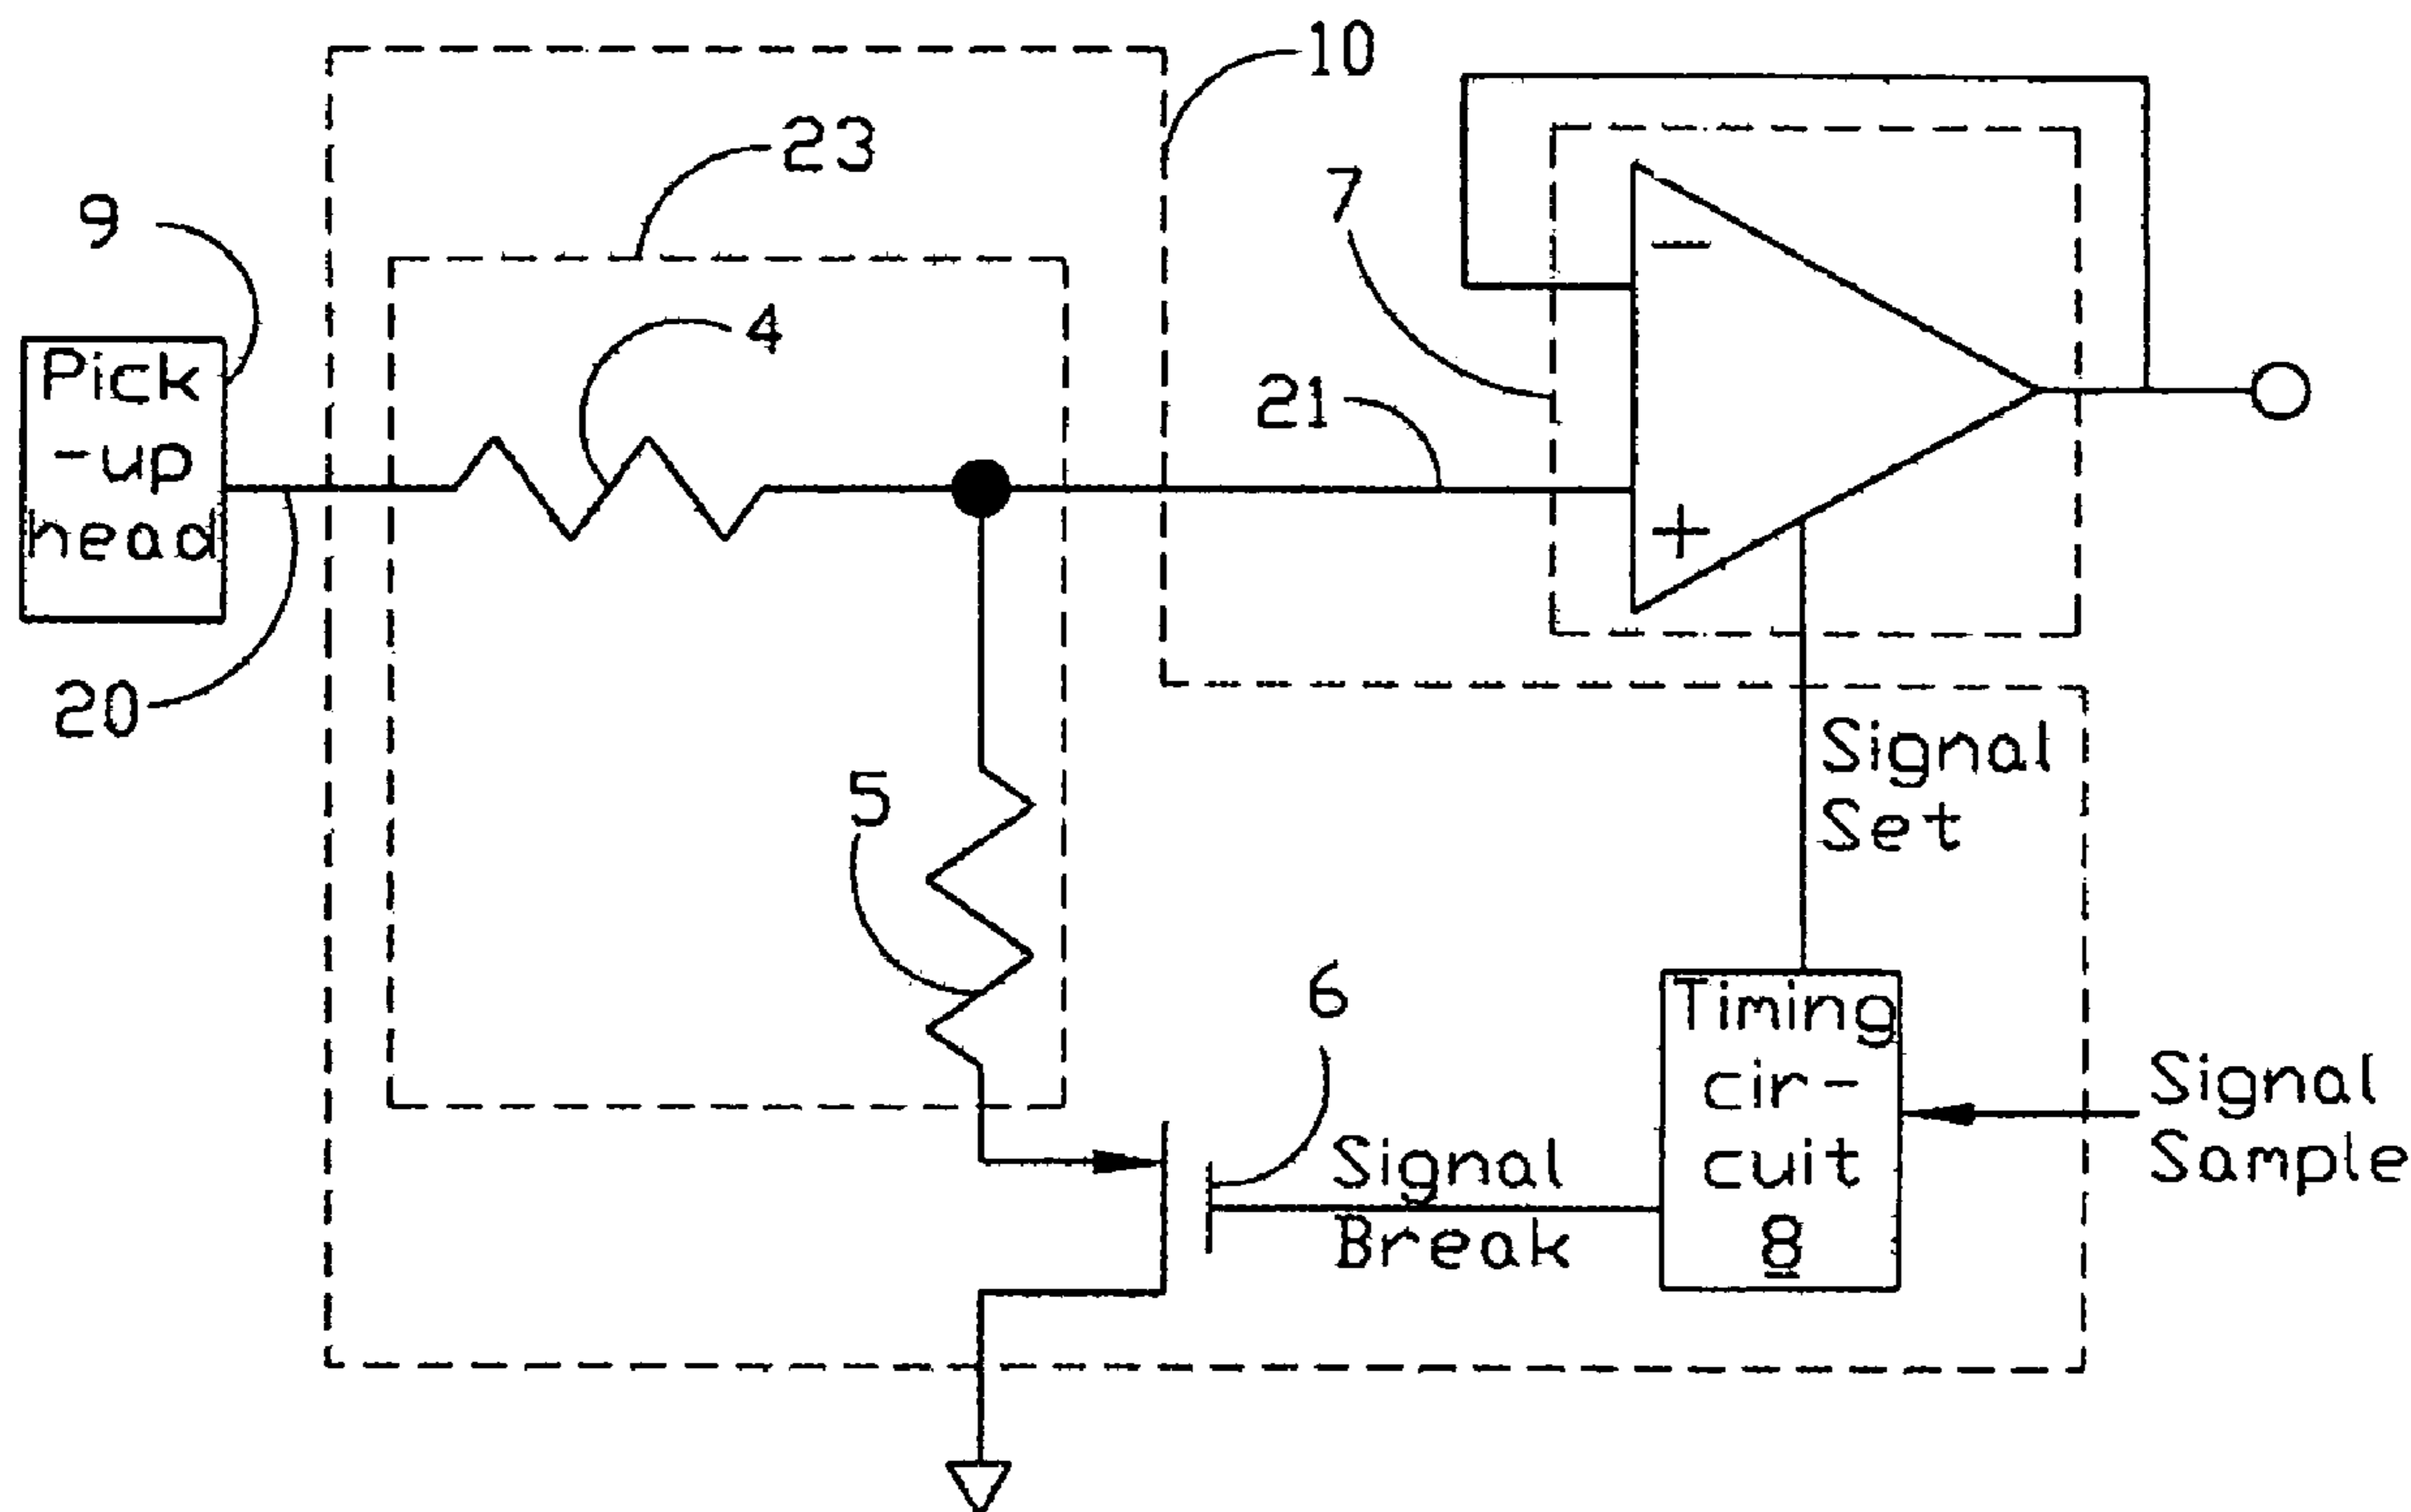 10
23
9
7
4
Pick
-up
head
21
20
Signal
Set
5
6
Timing
cir-
cuit
8
Signal
Sample
Signal
Break